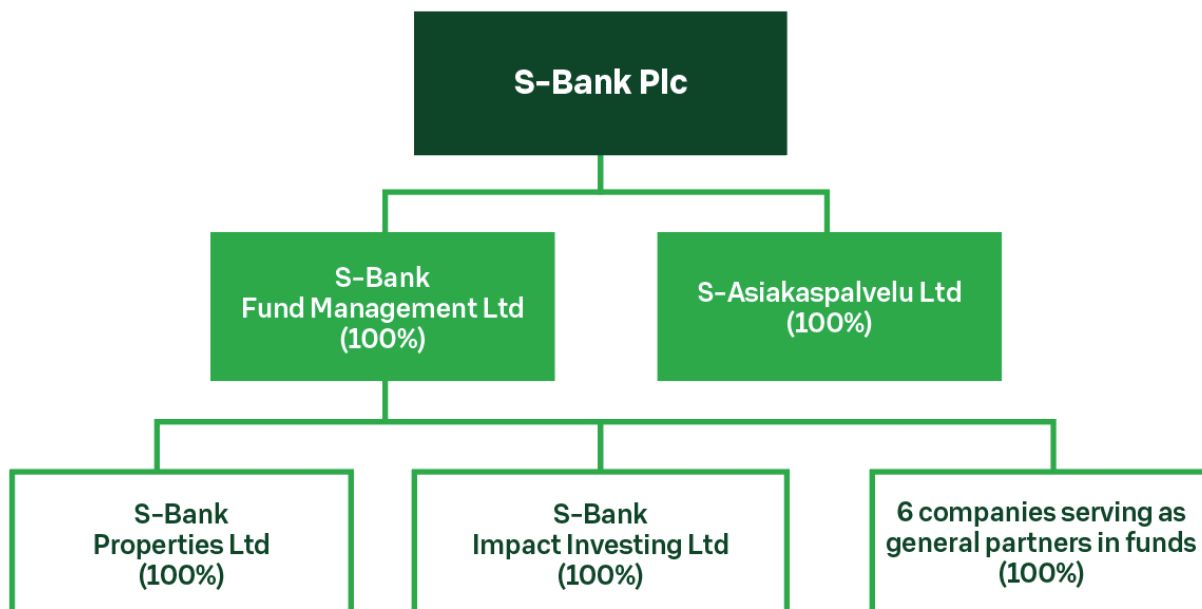 S-Bank Plc
S-Bank
Fund Management Ltd
(100%)
S-Asiakaspalvelu Ltd
(100%)
S-Bank
Properties Ltd
(100%)
S-Bank
Impact Investing Ltd
(100%)
6 companies serving as
general partners in funds
(100%)